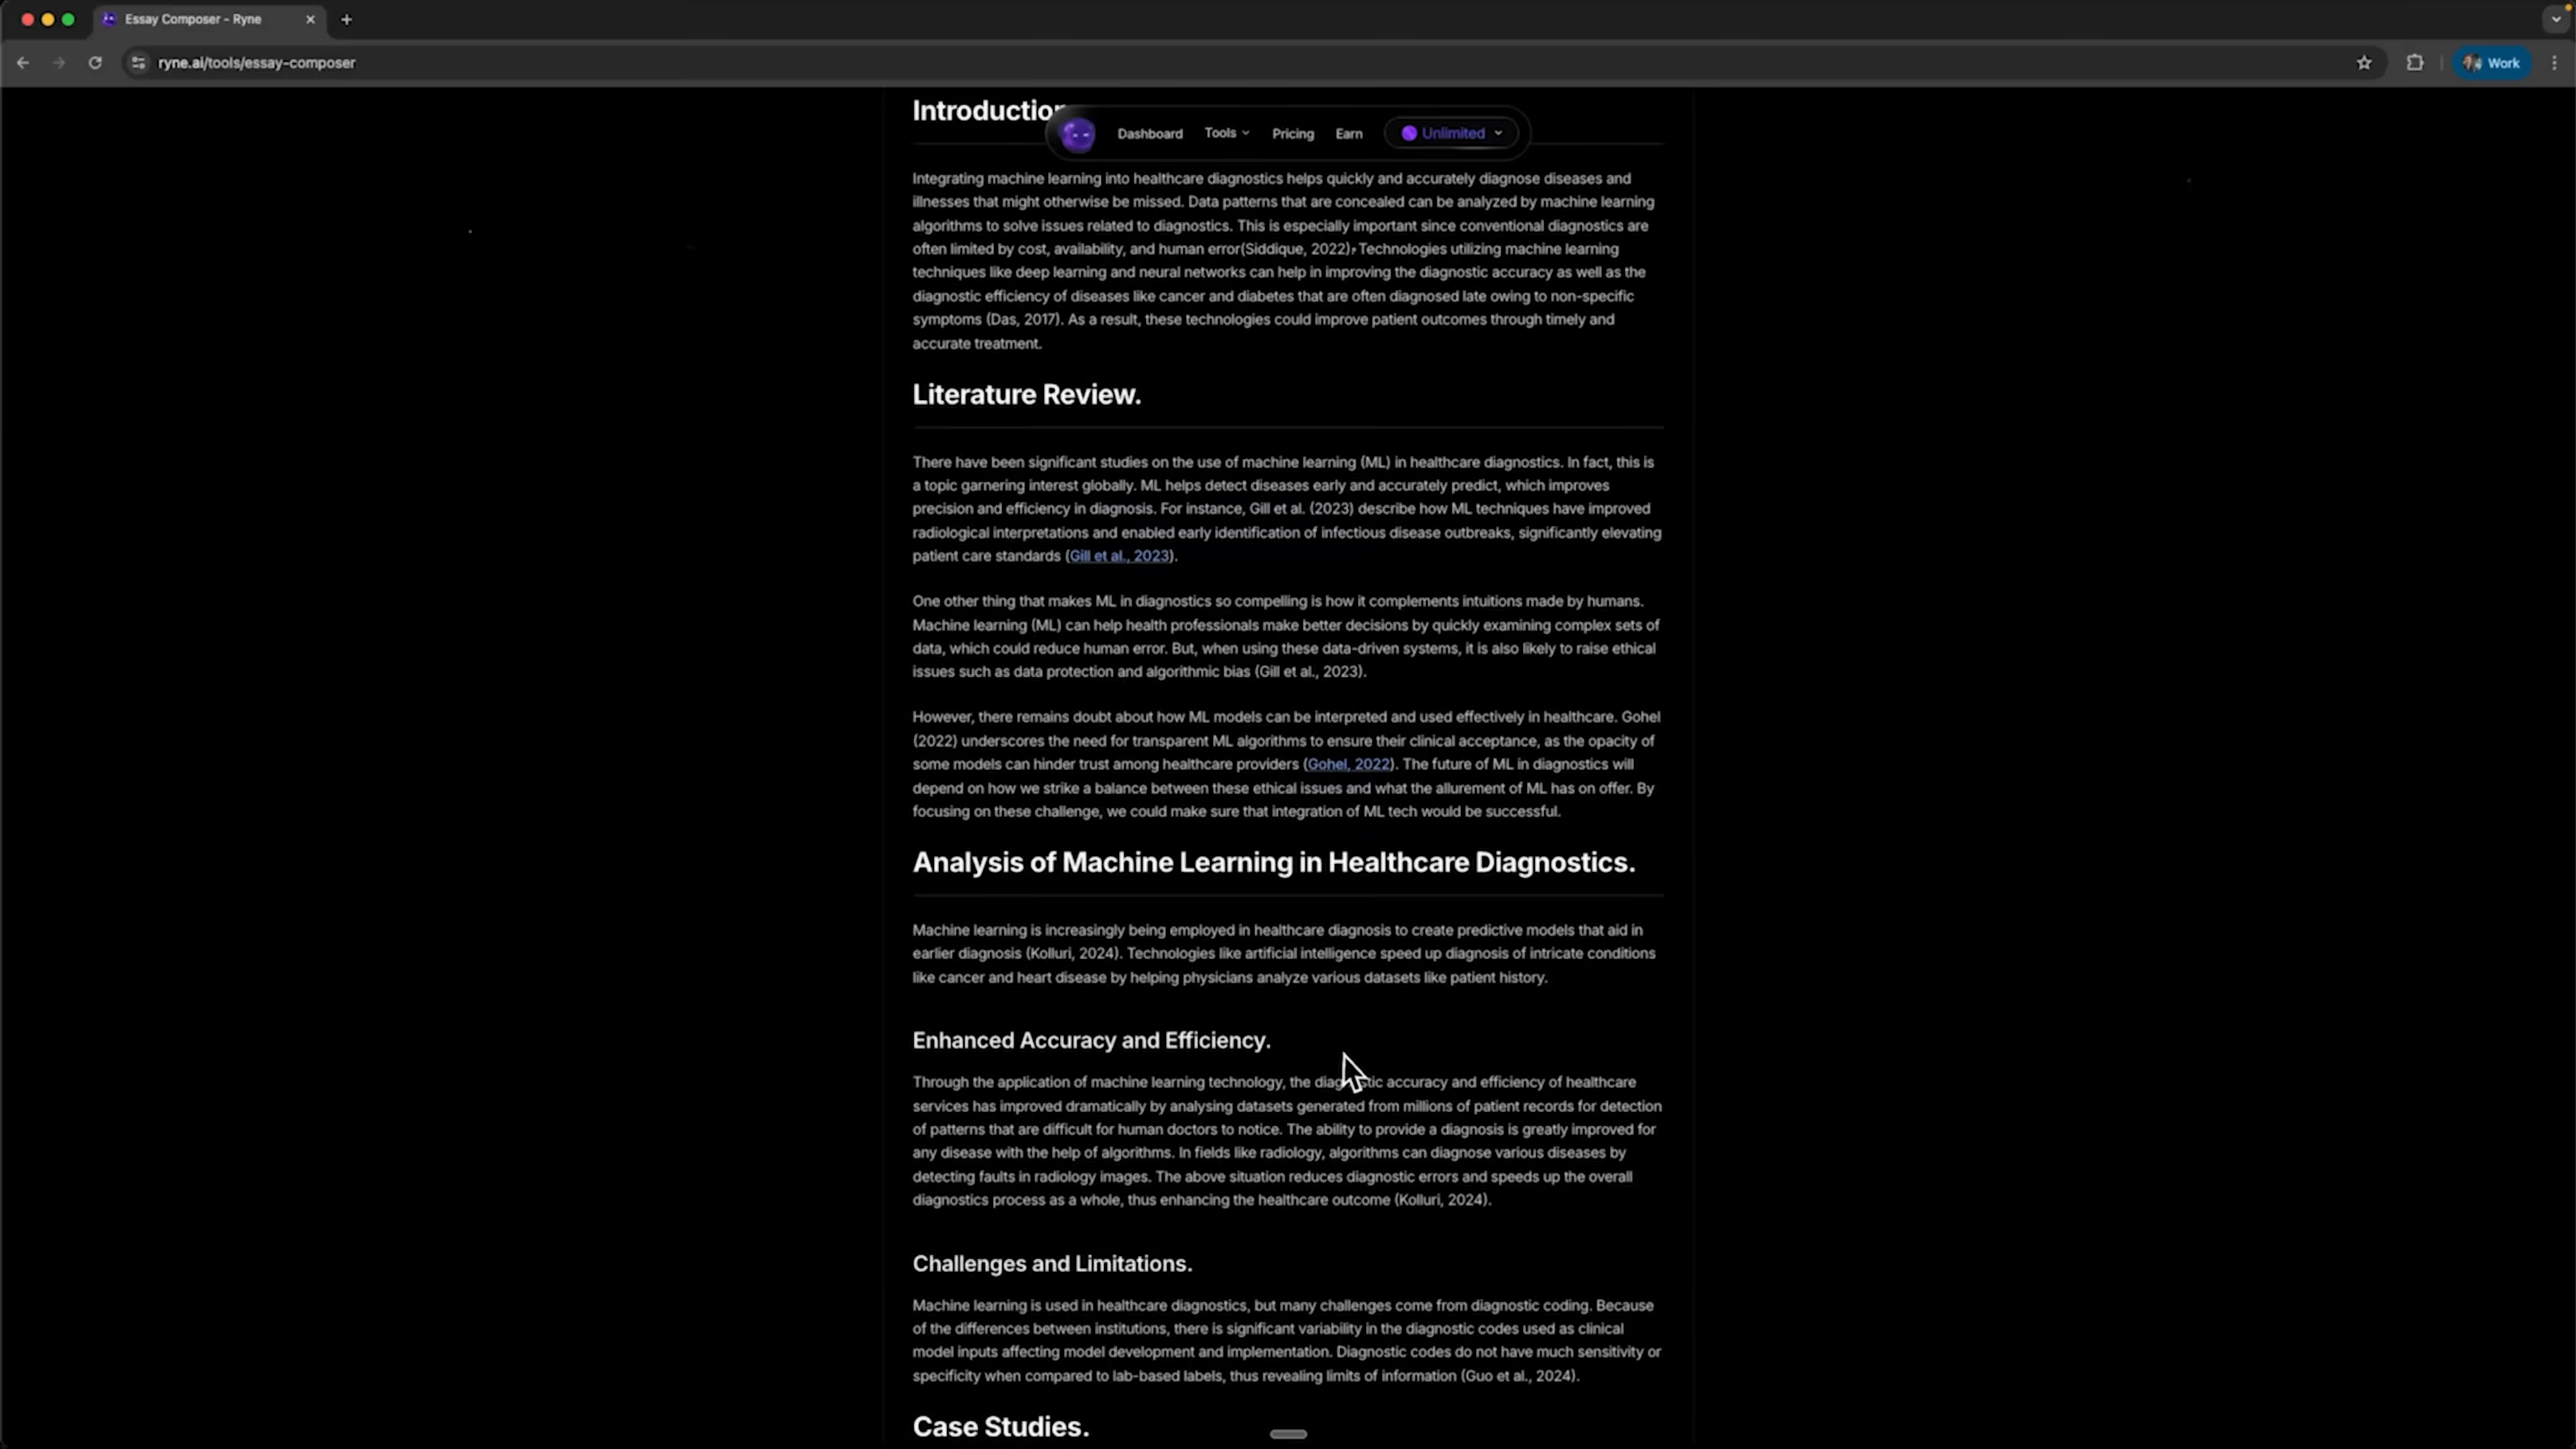 Essay Composer - Ryne
ryne.ai/tools/essay-composer
Work
Introduction
Dashboard Tools Pricing Earn Unlimited
Integrating machine learning into healthcare diagnostics helps quickly and accurately diagnose diseases and
illnesses that might otherwise be missed. Data patterns that are concealed can be analyzed by machine learning
algorithms to solve issues related to diagnostics. This is especially important since conventional diagnostics are
often limited by cost, availability, and human error(Siddique, 2022). Technologies utilizing machine learning
techniques like deep learning and neural networks can help in improving the diagnostic accuracy as well as the
diagnostic efficiency of diseases like cancer and diabetes that are often diagnosed late owing to non-specific
symptoms (Das, 2017). As a result, these technologies could improve patient outcomes through timely and
accurate treatment.
Literature Review.
There have been significant studies on the use of machine learning (ML) in healthcare diagnostics. In fact, this is
a topic garnering interest globally. ML helps detect diseases early and accurately predict, which improves
precision and efficiency in diagnosis. For instance, Gill et al. (2023) describe how ML techniques have improved
radiological interpretations and enabled early identification of infectious disease outbreaks, significantly elevating
patient care standards (Gill et al., 2023).
One other thing that makes ML in diagnostics so compelling is how it complements intuitions made by humans.
Machine learning (ML) can help health professionals make better decisions by quickly examining complex sets of
data, which could reduce human error. But, when using these data-driven systems, it is also likely to raise ethical
issues such as data protection and algorithmic bias (Gill et al., 2023).
However, there remains doubt about how ML models can be interpreted and used effectively in healthcare. Gohel
(2022) underscores the need for transparent ML algorithms to ensure their clinical acceptance, as the opacity of
some models can hinder trust among healthcare providers (Gohel, 2022). The future of ML in diagnostics will
depend on how we strike a balance between these ethical issues and what the allurement of ML has on offer. By
focusing on these challenge, we could make sure that integration of ML tech would be successful.
Analysis of Machine Learning in Healthcare Diagnostics.
Machine learning is increasingly being employed in healthcare diagnosis to create predictive models that aid in
earlier diagnosis (Kolluri, 2024). Technologies like artificial intelligence speed up diagnosis of intricate conditions
like cancer and heart disease by helping physicians analyze various datasets like patient history.
Enhanced Accuracy and Efficiency.
Through the application of machine learning technology, the diagnostic accuracy and efficiency of healthcare
services has improved dramatically by analysing datasets generated from millions of patient records for detection
of patterns that are difficult for human doctors to notice. The ability to provide a diagnosis is greatly improved for
any disease with the help of algorithms. In fields like radiology, algorithms can diagnose various diseases by
detecting faults in radiology images. The above situation reduces diagnostic errors and speeds up the overall
diagnostics process as a whole, thus enhancing the healthcare outcome (Kolluri, 2024).
Challenges and Limitations.
Machine learning is used in healthcare diagnostics, but many challenges come from diagnostic coding. Because
of the differences between institutions, there is significant variability in the diagnostic codes used as clinical
model inputs affecting model development and implementation. Diagnostic codes do not have much sensitivity or
specificity when compared to lab-based labels, thus revealing limits of information (Guo et al., 2024).
Case Studies.